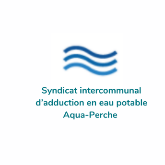 Syndicat intercommunal
d'adduction en eau potable
Aqua-Perche